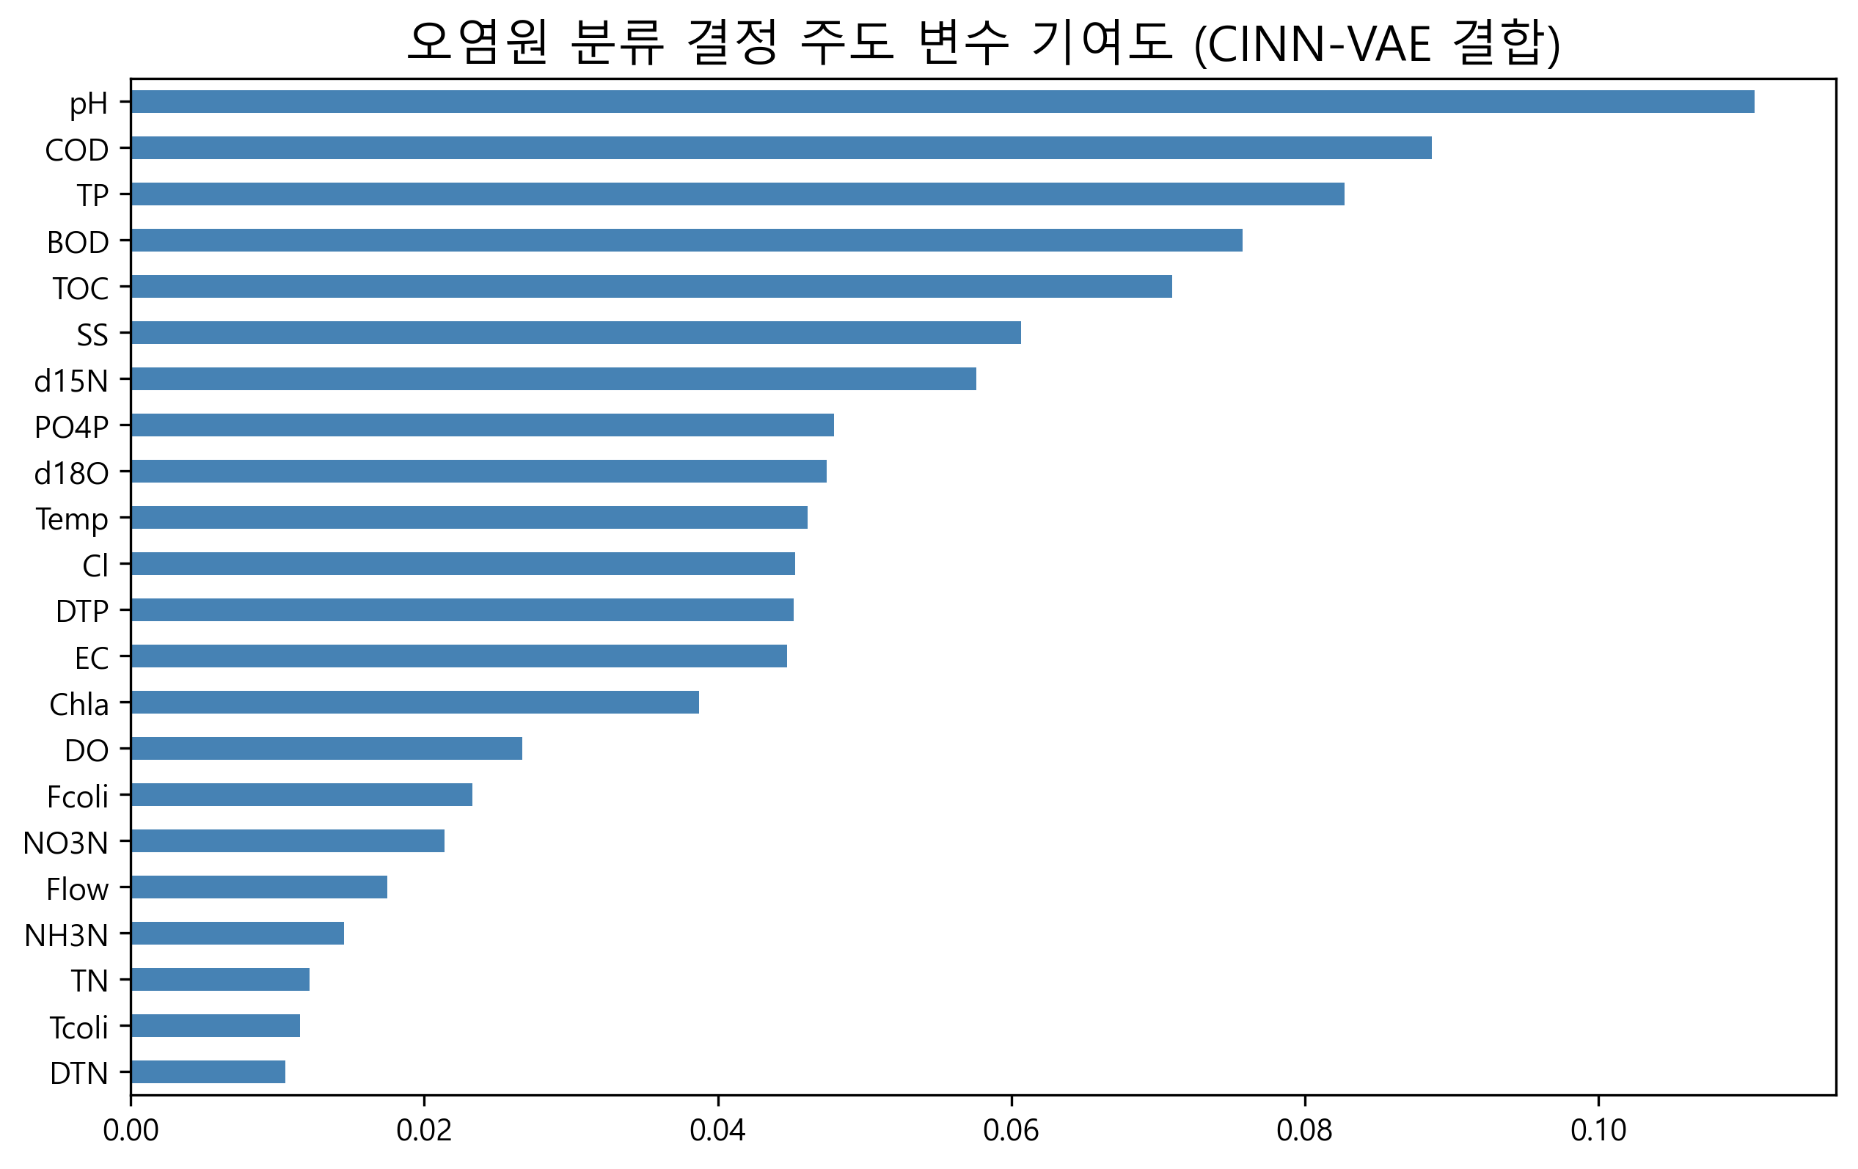 오염원 분류 결정 주도 변수 기여도 (CINN-VAE 결합)
pH
COD
TP
BOD
TOC
SS
d15N
PO4P
d18O
Temp
Cl
DTP
EC
Chla
DO
Fcoli
NO3N
Flow
NH3N
TN
Tcoli
DTN
0.00 0.02 0.04 0.06 0.08 0.10